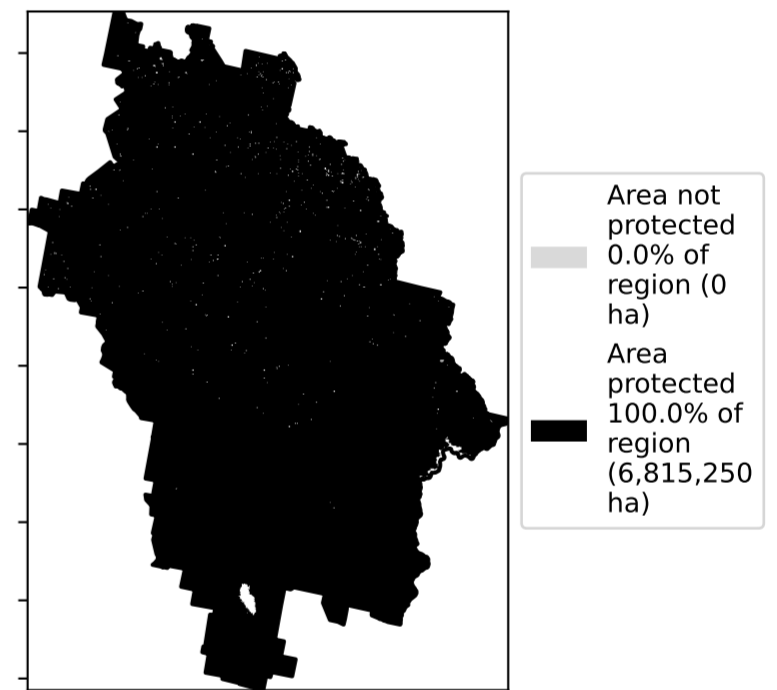 Area not
protected
0.0% of
region (0
ha)
Area
protected
100.0% of
region
(6,815,250
ha)